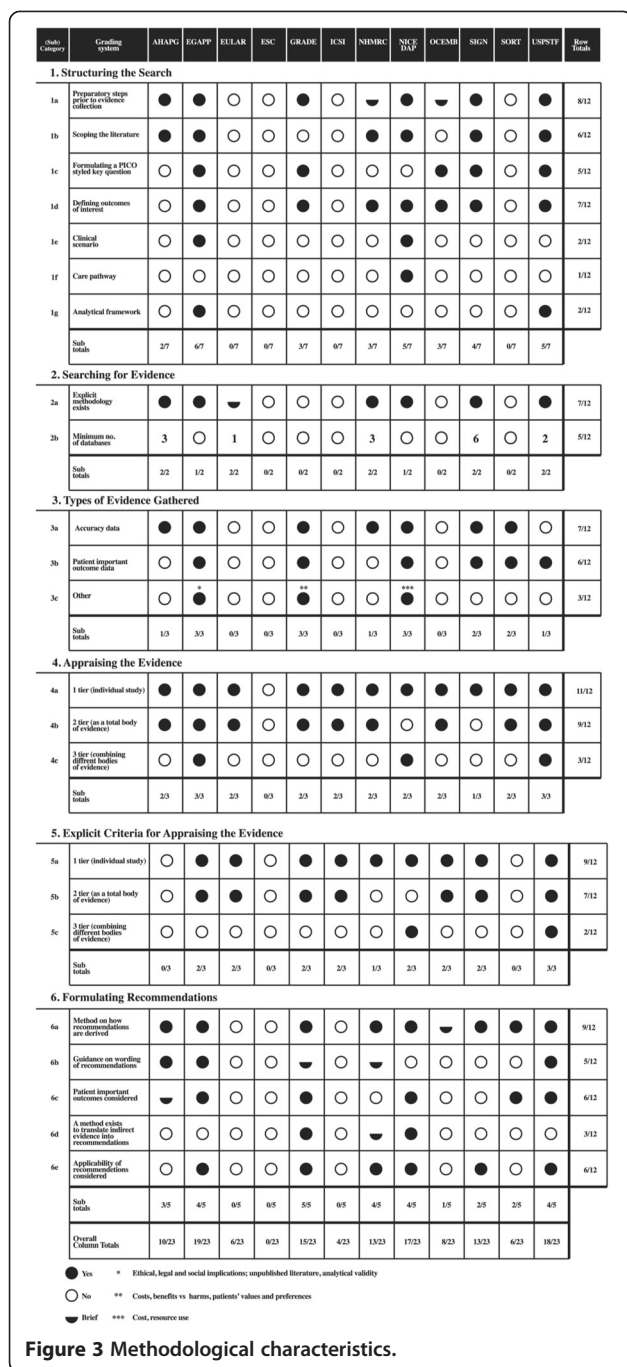 (Sub) Category Grading system AHAPG EGAPP EULAR ESC GRADE ICSI NHMRC NICE DAP OCEMB SIGN SORT USPSTF Row Totals
1. Structuring the Search
1a Preparatory steps prior to evidence collection 8/12
1b Scoping the literature 6/12
1c Formulating a PICO styled key question 5/12
1d Defining outcomes of interest 7/12
1e Clinical scenario 2/12
1f Care pathway 1/12
1g Analytical framework 2/12
Sub totals 2/7 6/7 0/7 0/7 3/7 0/7 3/7 5/7 3/7 4/7 0/7 5/7
2. Searching for Evidence
2a Explicit methodology exists 7/12
2b Minimum no. of databases 3 1 3 6 2 5/12
Sub totals 2/2 1/2 2/2 0/2 0/2 0/2 2/2 1/2 0/2 2/2 0/2 2/2
3. Types of Evidence Gathered
3a Accuracy data 7/12
3b Patient important outcome data 6/12
3c Other * ** *** 3/12
Sub totals 1/3 3/3 0/3 0/3 3/3 0/3 1/3 3/3 0/3 2/3 2/3 1/3
4. Appraising the Evidence
4a 1 tier (individual study) 11/12
4b 2 tier (as a total body of evidence) 9/12
4c 3 tier (combining diffrent bodies of evidence) 3/12
Sub totals 2/3 3/3 2/3 0/3 2/3 2/3 2/3 2/3 2/3 1/3 2/3 3/3
5. Explicit Criteria for Appraising the Evidence
5a 1 tier (individual study) 9/12
5b 2 tier (as a total body of evidence) 7/12
5c 3 tier (combining different bodies of evidence) 2/12
Sub totals 0/3 2/3 2/3 0/3 2/3 2/3 1/3 2/3 2/3 2/3 0/3 3/3
6. Formulating Recommendations
6a Method on how recommendations are derived 9/12
6b Guidance on wording of recommendations 5/12
6c Patient important outcomes considered 6/12
6d A method exists to translate indirect evidence into recommendations 3/12
6e Applicability of recommendetions considered 6/12
Sub totals 3/5 4/5 0/5 0/5 5/5 0/5 4/5 4/5 1/5 2/5 2/5 4/5
Overall Column Totals 10/23 19/23 6/23 0/23 15/23 4/23 13/23 17/23 8/23 13/23 6/23 18/23
Yes * Ethical, legal and social implications; unpublished literature, analytical validity
No ** Costs, benefits vs harms, patients' values and preferences
Brief *** Cost, resource use
Figure 3 Methodological characteristics.